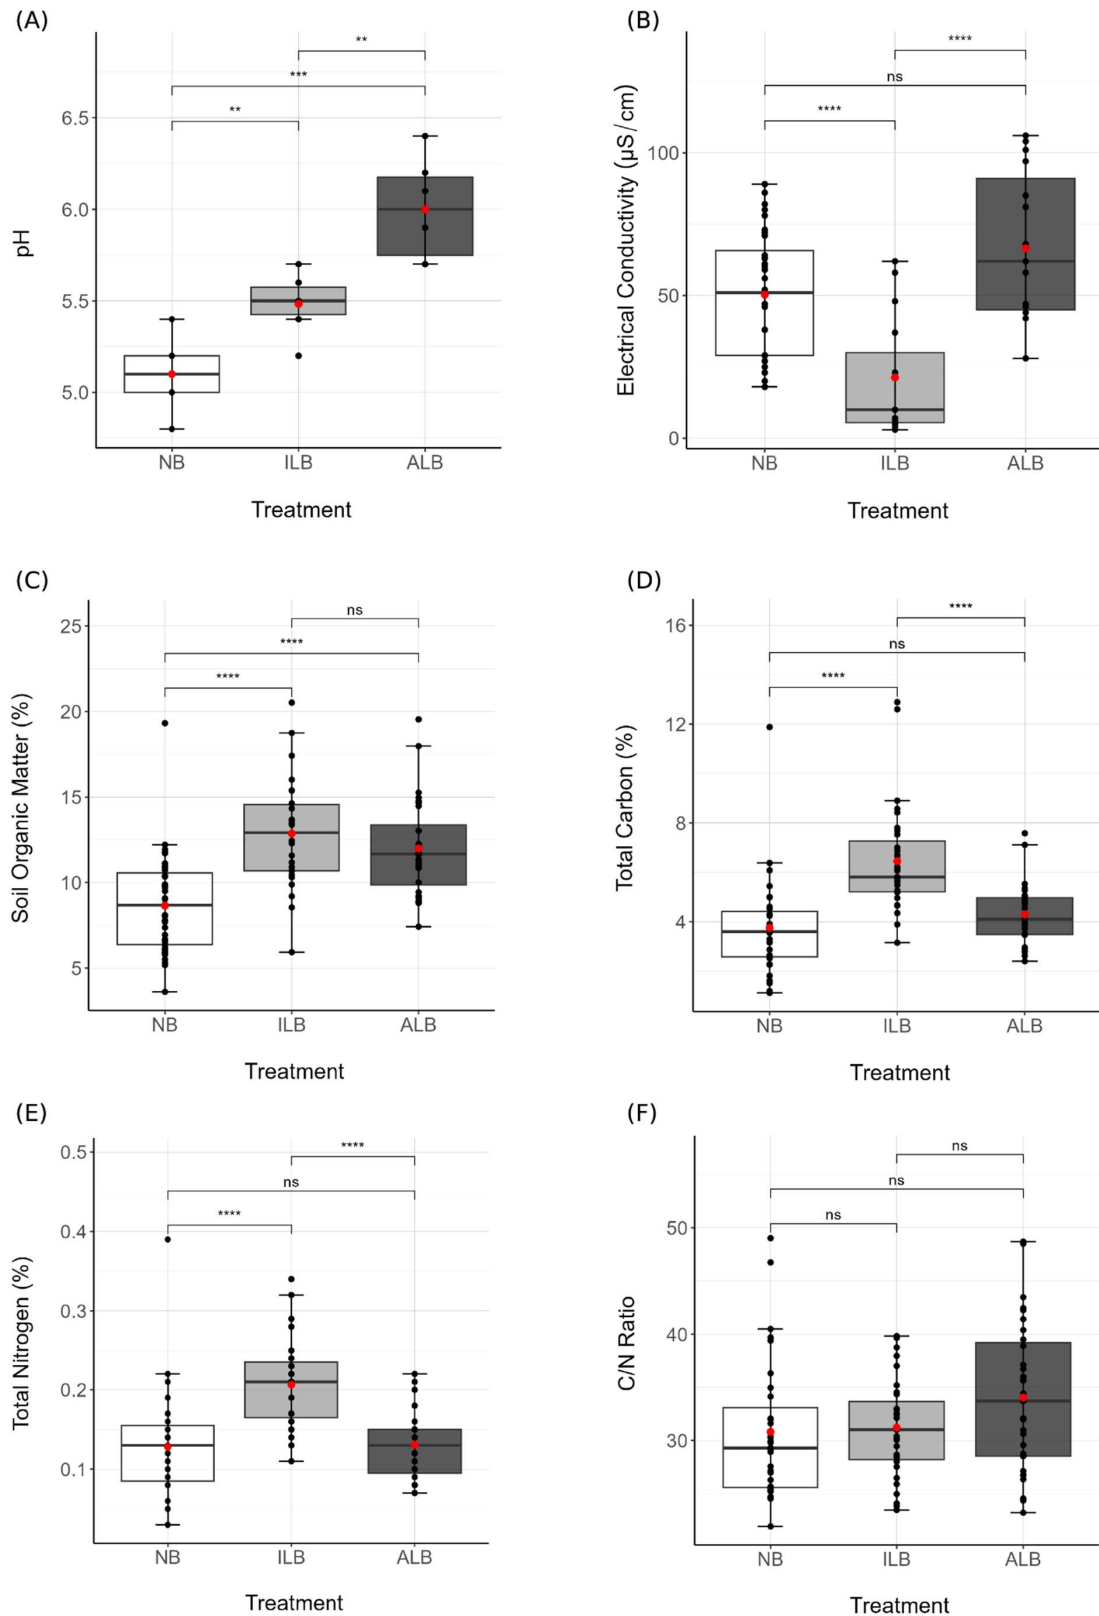 (A)
**
***
**
6.5
6.0
5.5
5.0
pH
NB ILB ALB
Treatment
(B)
****
ns
****
100
50
0
Electrical Conductivity (µS/cm)
NB ILB ALB
Treatment
(C)
ns
****
****
25
20
15
10
5
Soil Organic Matter (%)
NB ILB ALB
Treatment
(D)
****
ns
****
16
12
8
4
Total Carbon (%)
NB ILB ALB
Treatment
(E)
****
ns
****
0.5
0.4
0.3
0.2
0.1
Total Nitrogen (%)
NB ILB ALB
Treatment
(F)
ns
ns
ns
50
40
30
C/N Ratio
NB ILB ALB
Treatment